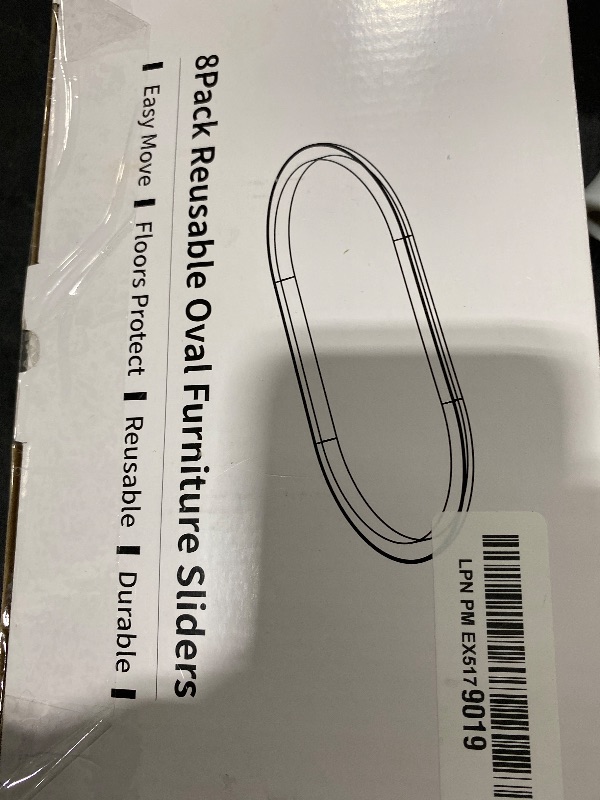 8Pack Reusable Oval Furniture Sliders
Easy Move Floors Protect Reusable Durable
LPN PM EX5179019